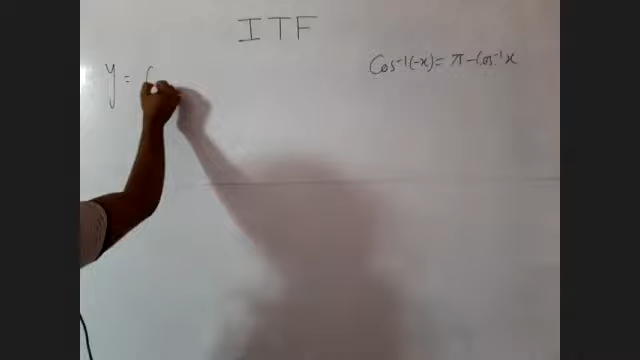 ITF
Cos⁻¹(-x) = π - Cos⁻¹x
y = (